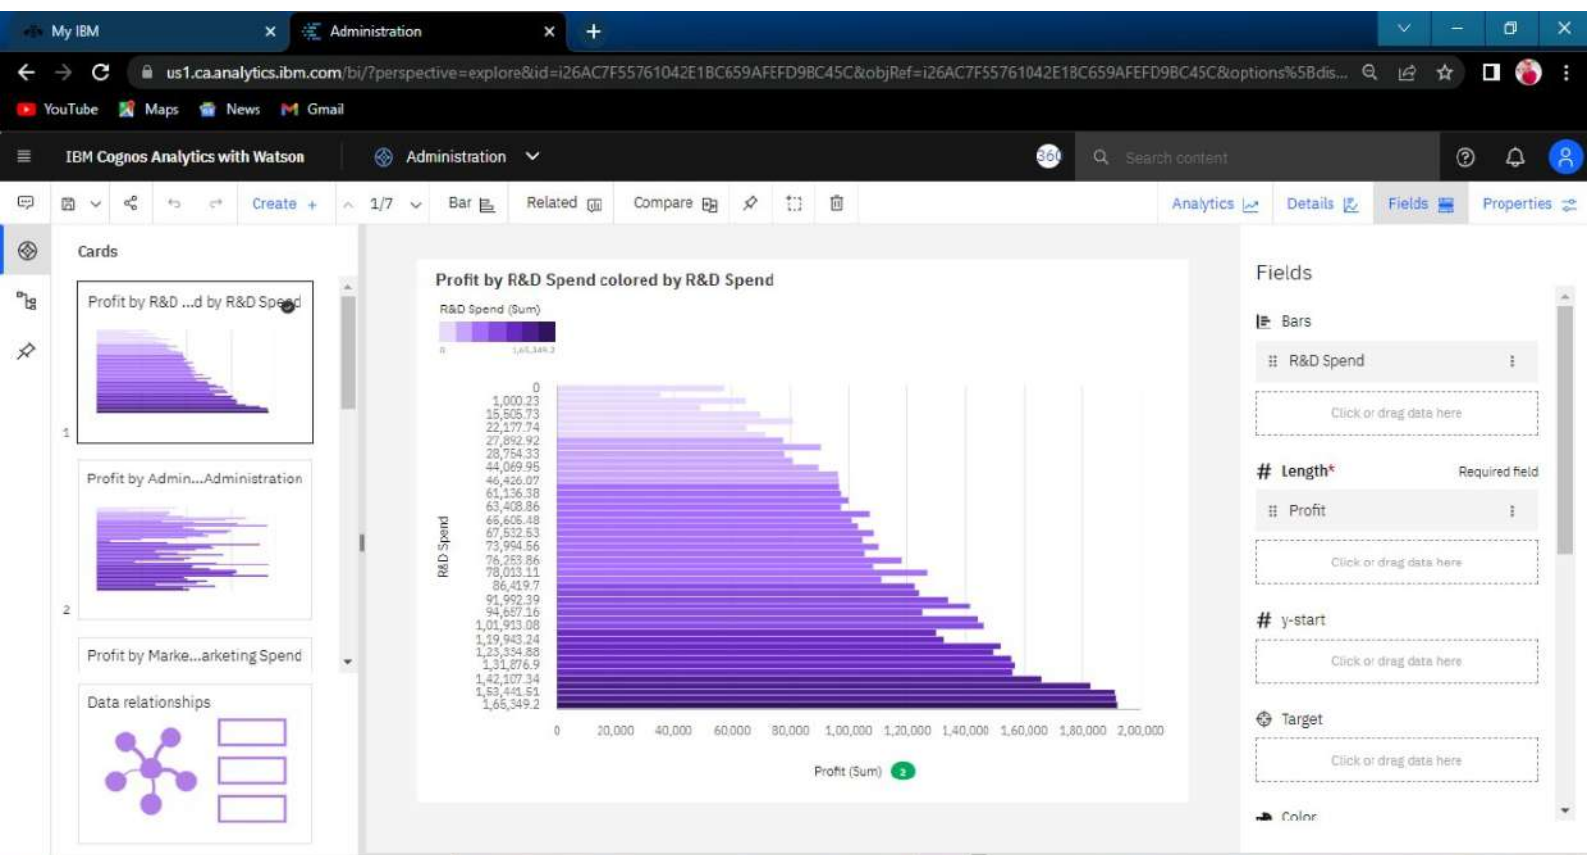 My IBM
Administration
us1.ca.analytics.ibm.com/bi/?perspective=explore&id=i26AC7F55761042E1BC659AFEFD9BC45C&objRef=i26AC7F55761042E1BC659AFEFD9BC45C&options%5Bdis...
YouTube Maps News Gmail
IBM Cognos Analytics with Watson Administration 360 Search content
Create + 1/7 Bar Related Compare Analytics Details Fields Properties
Cards
Profit by R&D ...d by R&D Spend
1
Profit by Admin...Administration
2
Profit by Marke...arketing Spend
Data relationships
Profit by R&D Spend colored by R&D Spend
R&D Spend (Sum)
0 1,65,349.2
R&D Spend
0
1,000.23
15,505.73
22,177.74
27,892.92
28,754.33
44,069.95
46,426.07
61,136.38
63,408.86
66,605.48
67,532.53
73,994.56
76,253.86
78,013.11
86,419.7
91,992.39
94,657.16
1,01,913.08
1,19,943.24
1,23,334.88
1,31,876.9
1,42,107.34
1,53,441.51
1,65,349.2
0 20,000 40,000 60,000 80,000 1,00,000 1,20,000 1,40,000 1,60,000 1,80,000 2,00,000
Profit (Sum) 2
Fields
Bars
R&D Spend
Click or drag data here
Length* Required field
Profit
Click or drag data here
y-start
Click or drag data here
Target
Click or drag data here
Color